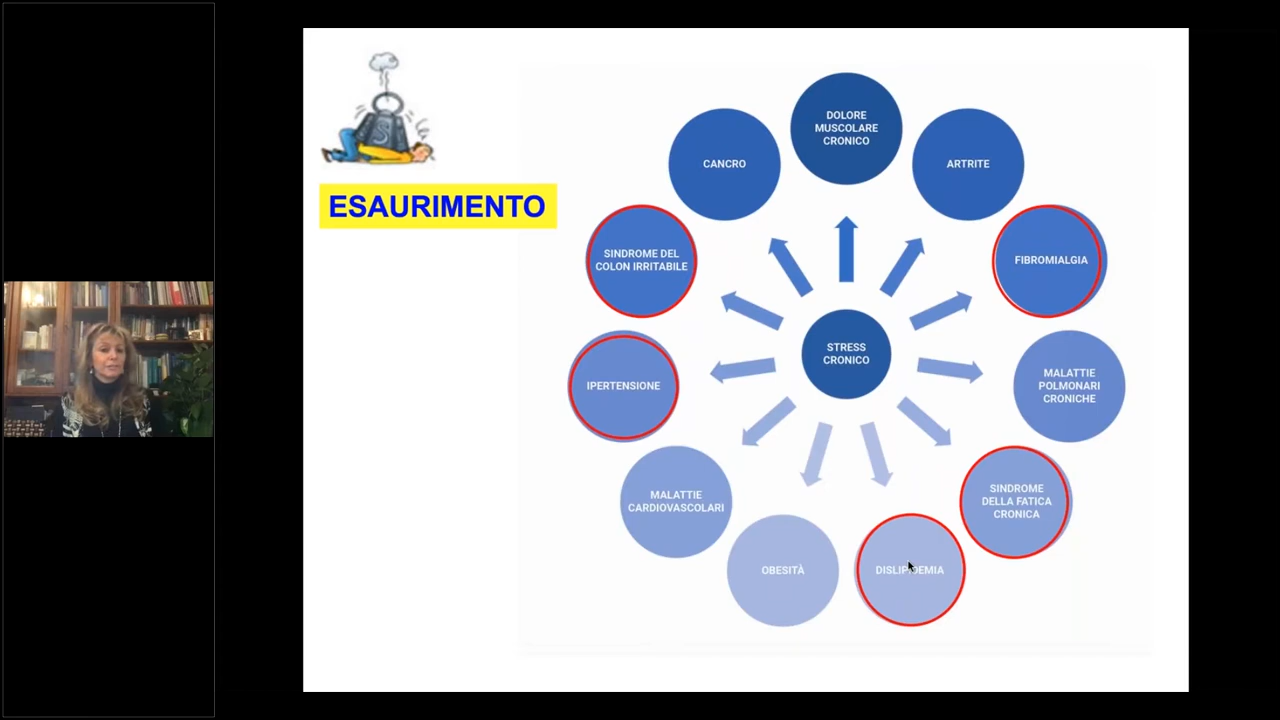 ESAURIMENTO
DOLORE
MUSCOLARE
CRONICO
CANCRO
ARTRITE
SINDROME DEL
COLON IRRITABILE
FIBROMIALGIA
STRESS
CRONICO
IPERTENSIONE
MALATTIE
POLMONARI
CRONICHE
MALATTIE
CARDIOVASCOLARI
SINDROME
DELLA FATICA
CRONICA
OBESITÀ
DISLIPIDEMIA